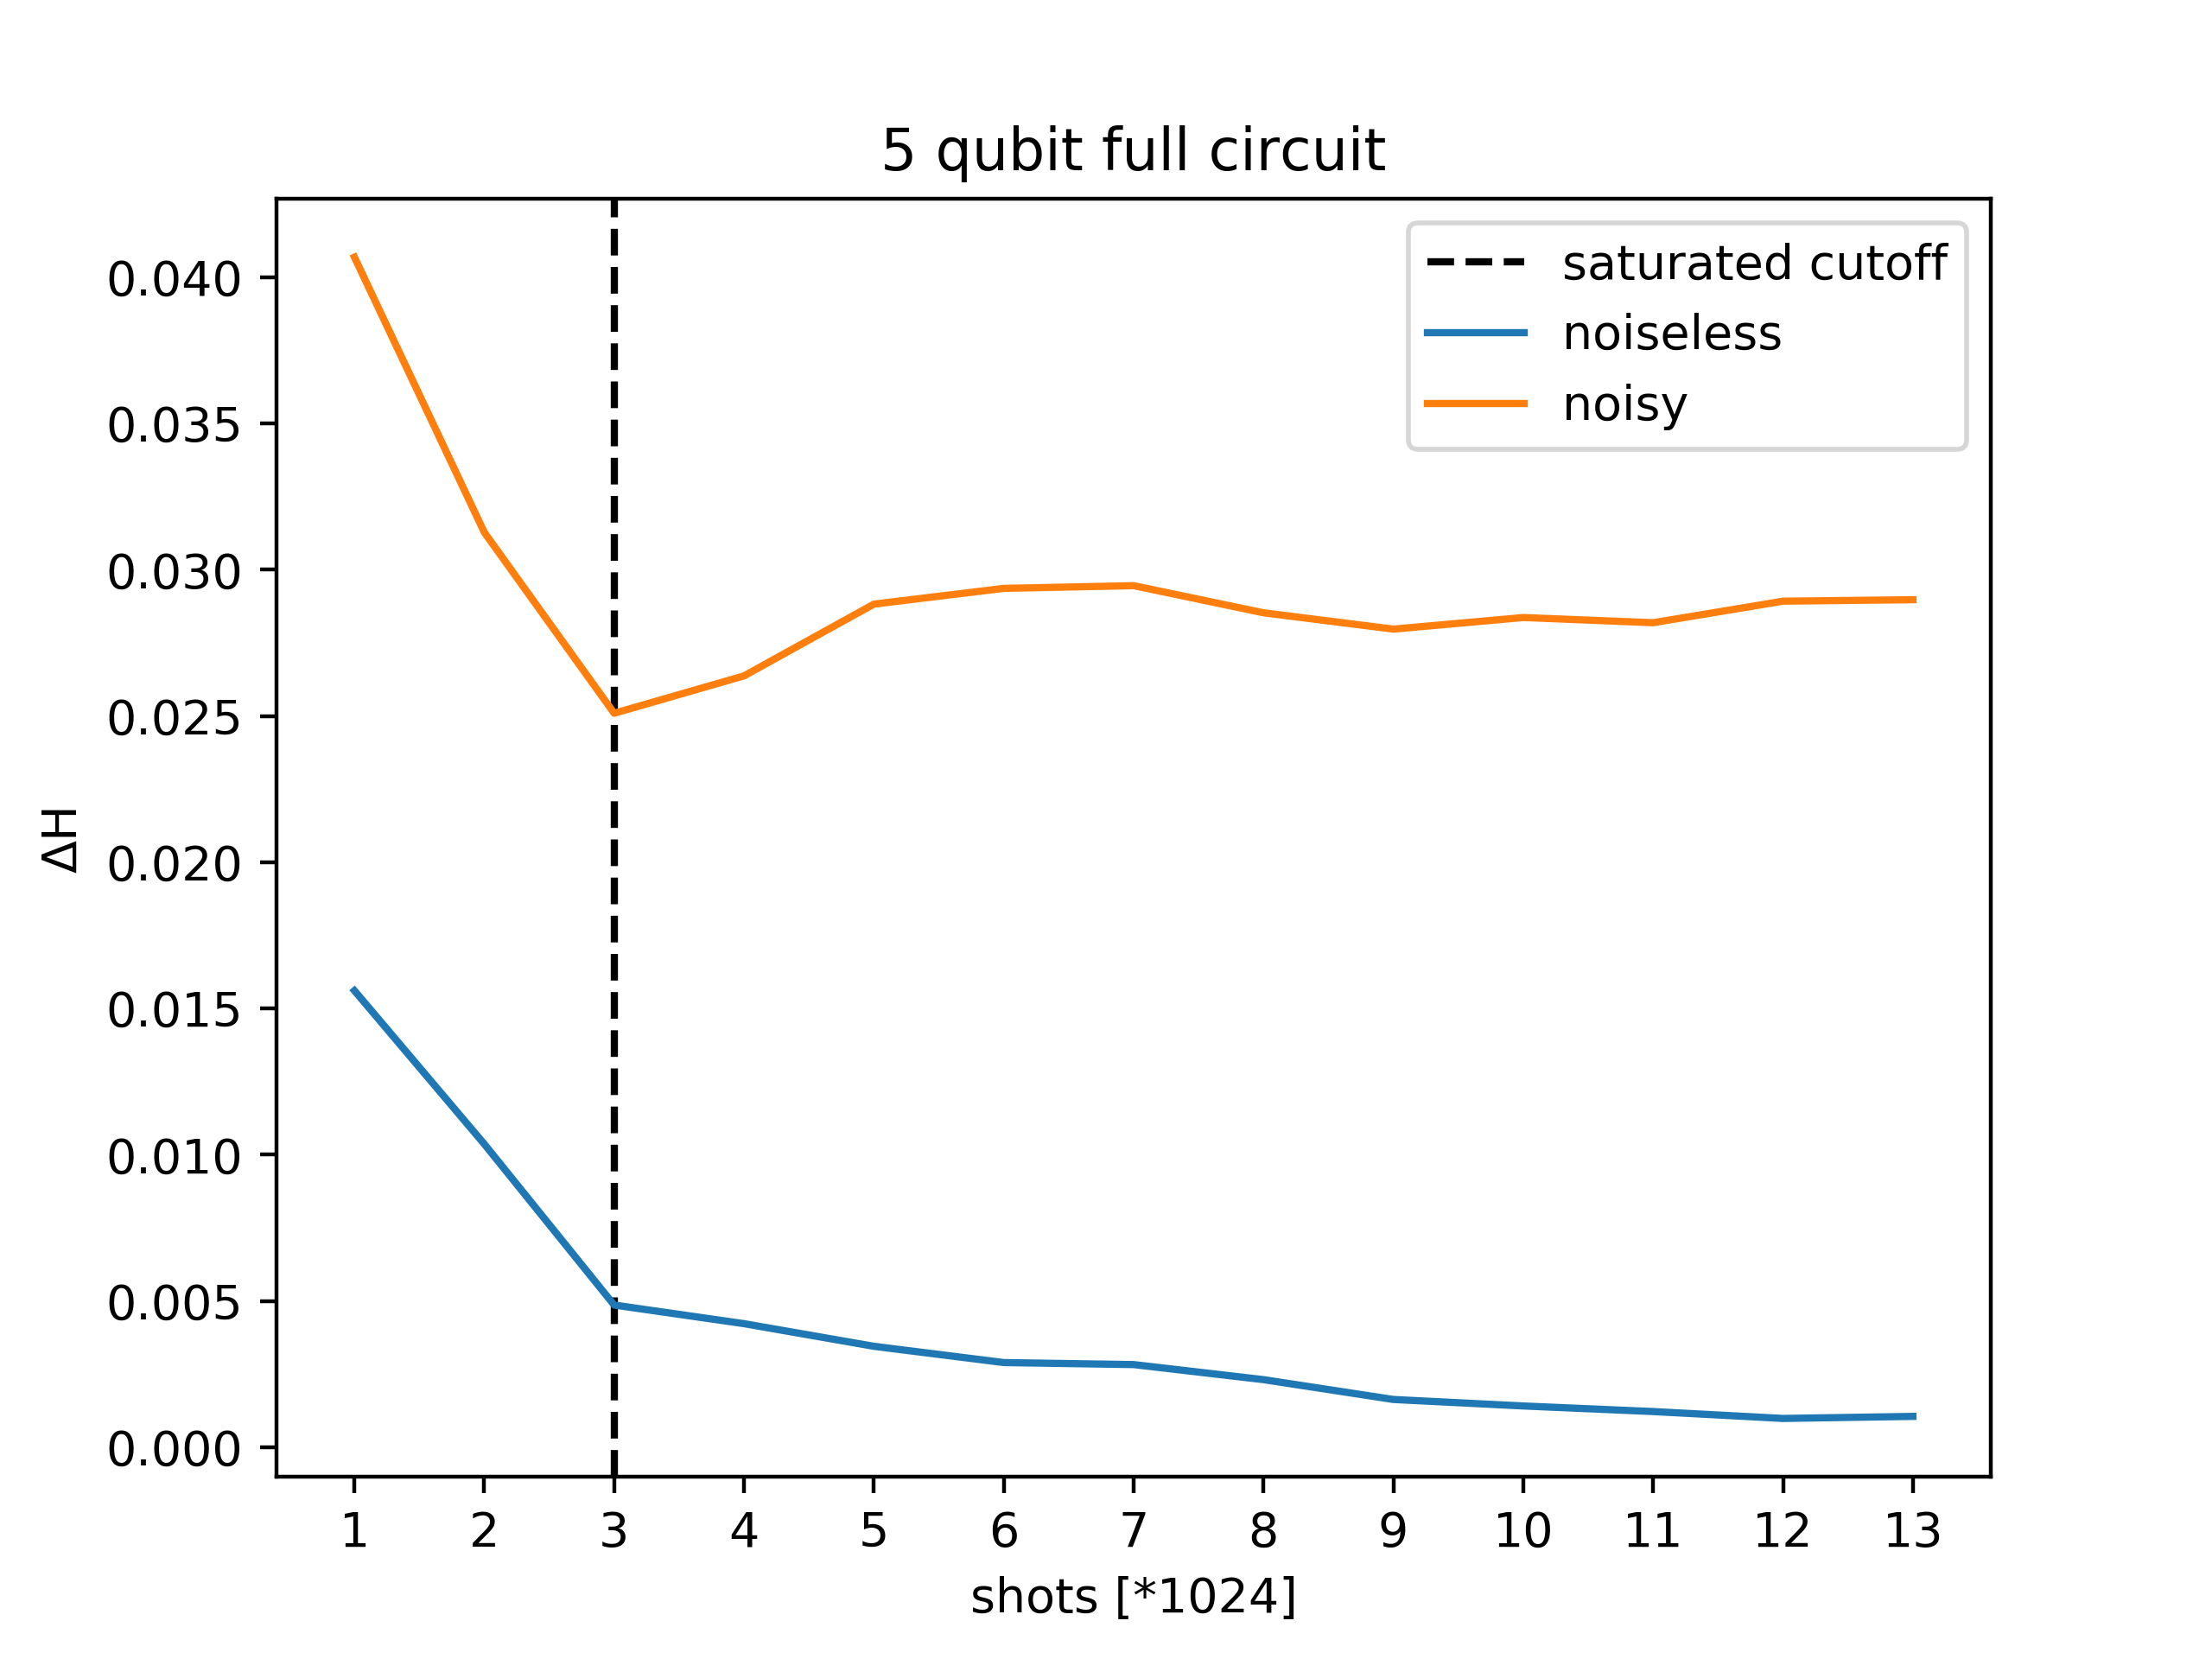 5 qubit full circuit
saturated cutoff
noiseless
noisy
0.040
0.035
0.030
0.025
0.020
0.015
0.010
0.005
0.000
ΔH
1 2 3 4 5 6 7 8 9 10 11 12 13
shots [*1024]